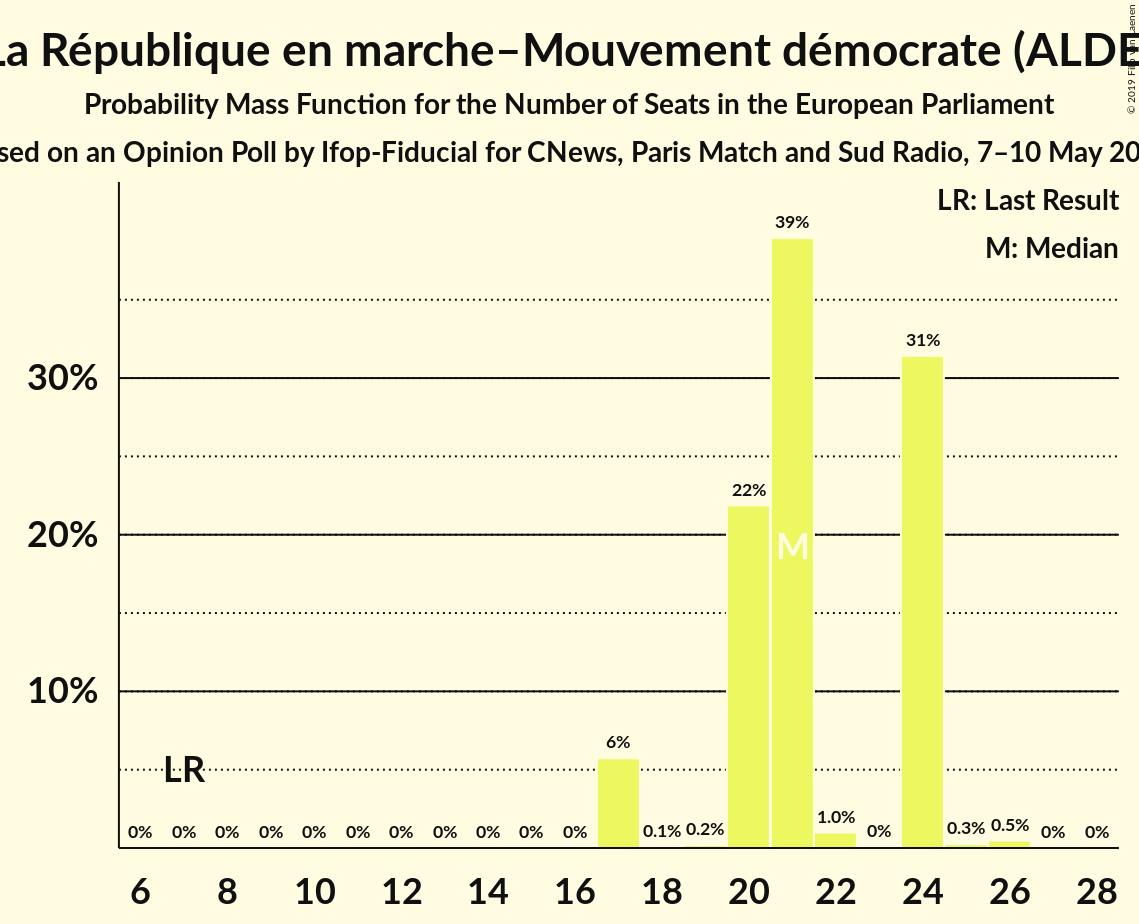 La République en marche–Mouvement démocrate (ALDE
Probability Mass Function for the Number of Seats in the European Parliament
sed on an Opinion Poll by Ifop-Fiducial for CNews, Paris Match and Sud Radio, 7–10 May 20
© 2019 Filip van Laenen
LR: Last Result
M: Median
39%
31%
30%
22%
20%
M
10%
6%
LR
0% 0% 0% 0% 0% 0% 0% 0% 0% 0% 0% 0.1% 0.2% 1.0% 0% 0.3% 0.5% 0% 0%
6 8 10 12 14 16 18 20 22 24 26 28